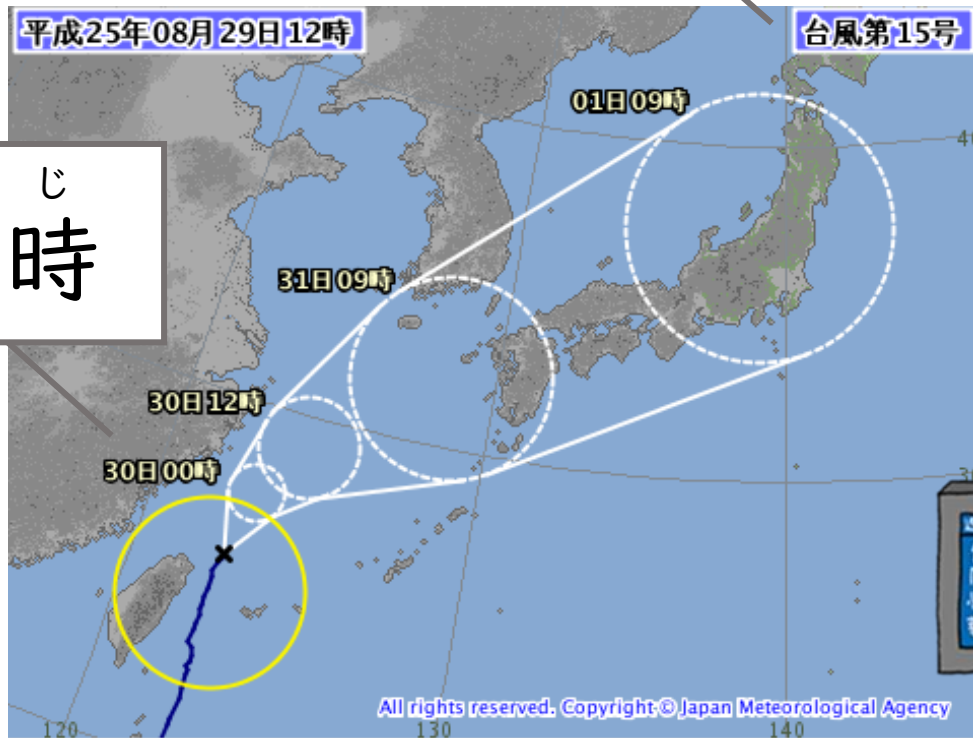 平成25年08月29日12時
台風第15号
01日09時
じ
時
31日09時
30日12時
30日00時
All rights reserved. Copyright © Japan Meteorological Agency
120
130
140